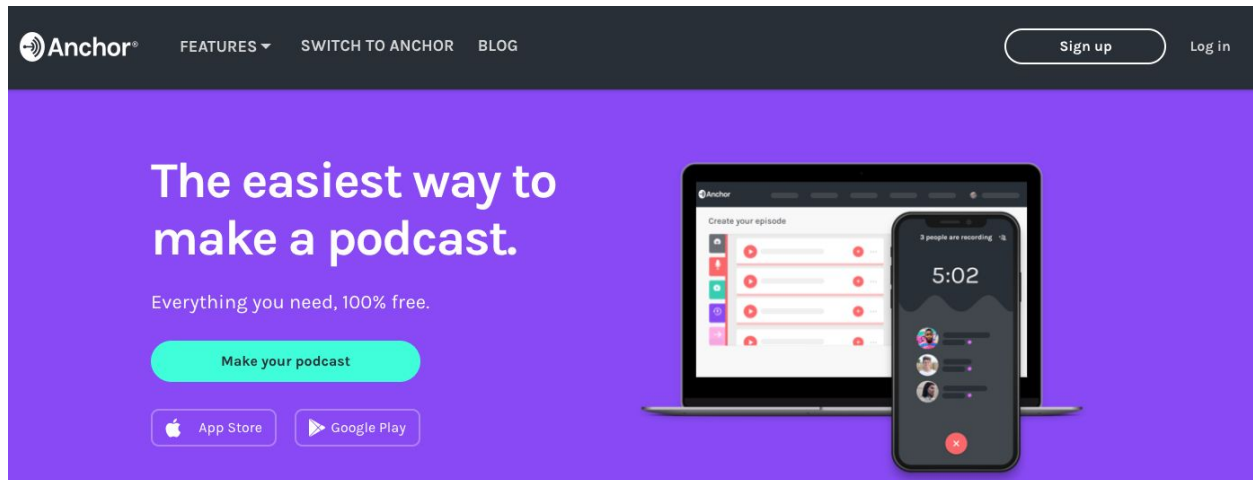 Anchor®
FEATURES
SWITCH TO ANCHOR
BLOG
Sign up
Log in
The easiest way to
make a podcast.
Everything you need, 100% free.
Make your podcast
App Store
Google Play
Anchor
Create your episode
3 people are recording
5:02